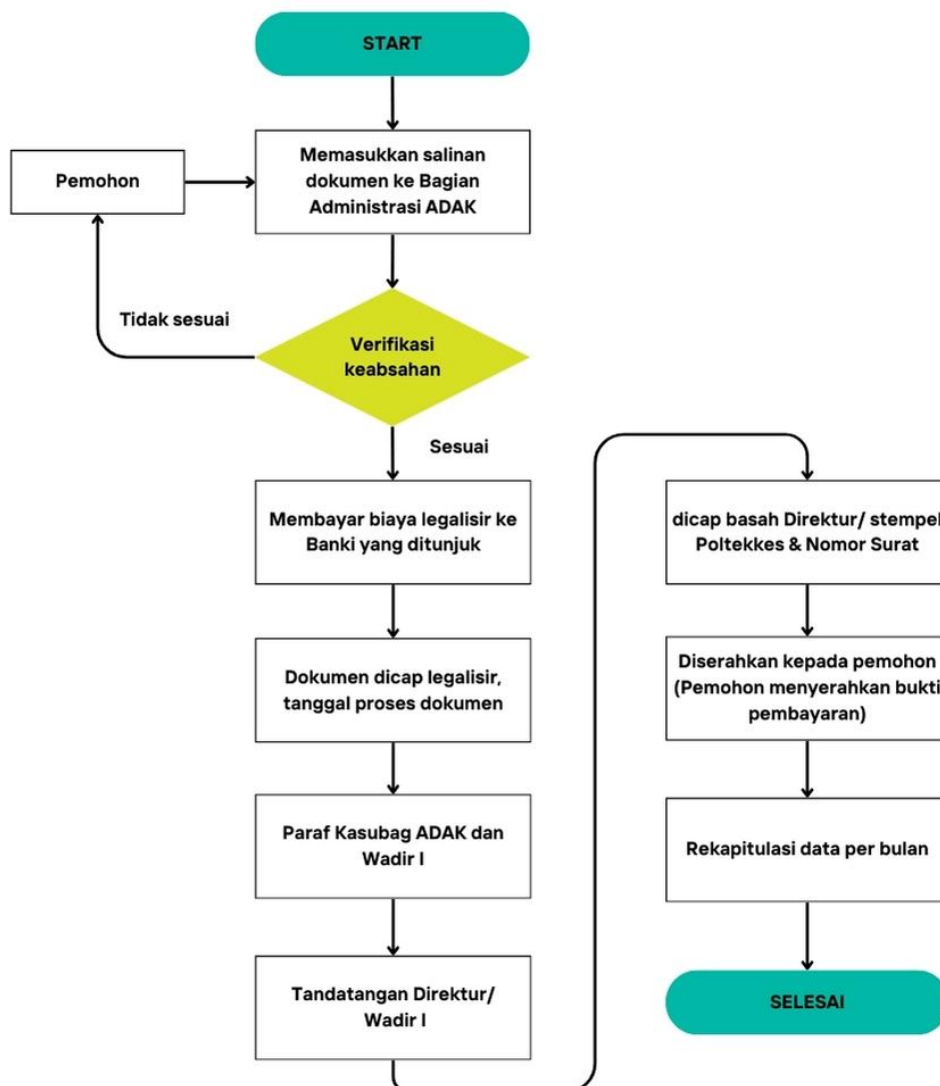 START
Pemohon
Memasukkan salinan
dokumen ke Bagian
Administrasi ADAK
Tidak sesuai
Verifikasi
keabsahan
Sesuai
Membayar biaya legalisir ke
Banki yang ditunjuk
Dokumen dicap legalisir,
tanggal proses dokumen
Paraf Kasubag ADAK dan
Wadir I
Tandatangan Direktur/
Wadir I
dicap basah Direktur/ stempel
Poltekkes & Nomor Surat
Diserahkan kepada pemohon
(Pemohon menyerahkan bukti
pembayaran)
Rekapitulasi data per bulan
SELESAI